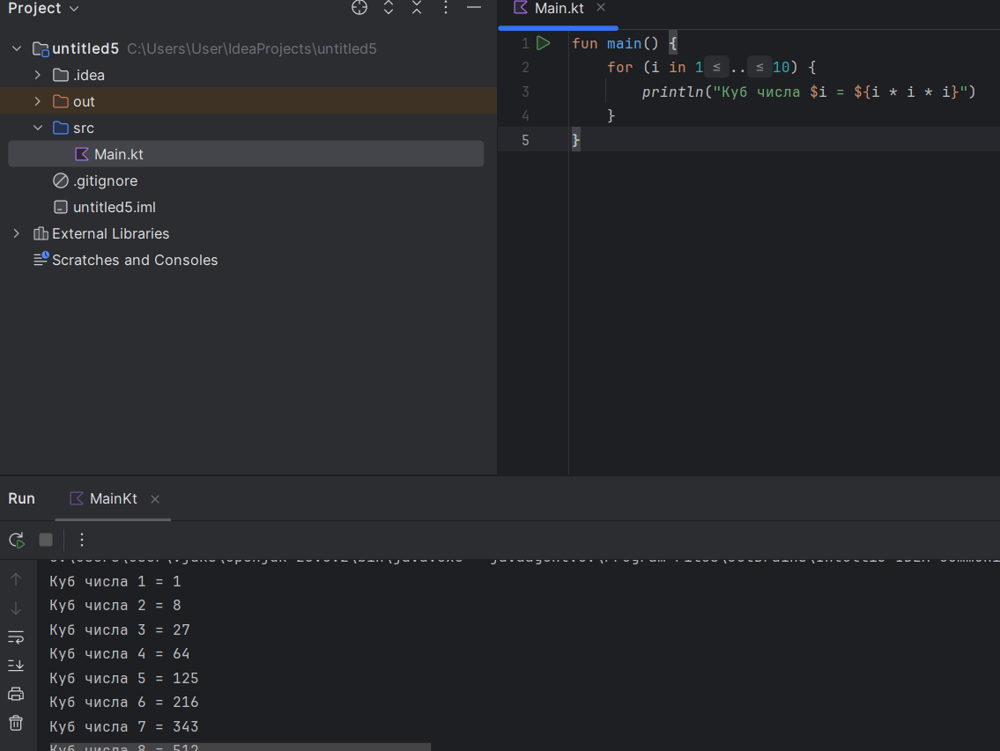 Project
Main.kt
untitled5 C:\Users\User\IdeaProjects\untitled5
.idea
out
src
Main.kt
.gitignore
untitled5.iml
External Libraries
Scratches and Consoles
1 fun main() {
2 for (i in 1 ≤ .. ≤ 10) {
3 println("Куб числа $i = ${i * i * i}")
4 }
5 }
Run MainKt
Куб числа 1 = 1
Куб числа 2 = 8
Куб числа 3 = 27
Куб числа 4 = 64
Куб числа 5 = 125
Куб числа 6 = 216
Куб числа 7 = 343
Куб числа 8 = 512